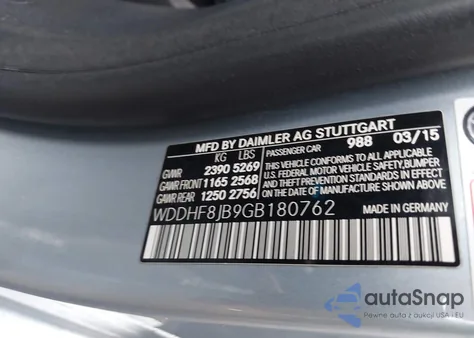 MFD BY DAIMLER AG STUTTGART
KG LBS PASSENGER CAR 988 03/15
GVWR 2390 5269 THIS VEHICLE CONFORMS TO ALL APPLICABLE
GAWR FRONT 1165 2568 U.S. FEDERAL MOTOR VEHICLE SAFETY, BUMPER
GAWR REAR 1250 2756 AND THEFT PREVENTION STANDARDS IN EFFECT
ON THE DATE OF MANUFACTURE SHOWN ABOVE.
WDDHF8JB9GB180762 MADE IN GERMANY
autoSnap
Pewne auta z aukcji USA i EU